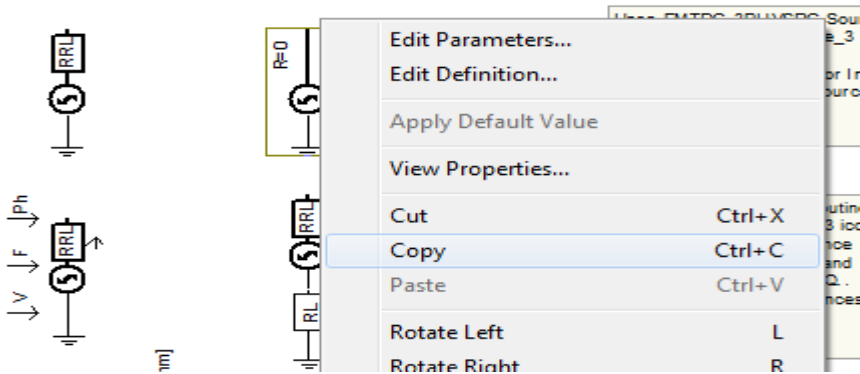 RRL
R=0
Edit Parameters...
Edit Definition...
Apply Default Value
View Properties...
Cut Ctrl+X
Copy Ctrl+C
Paste Ctrl+V
Rotate Left L
Rotate Right R
Ph
F
V
RRL
RRL
RL
and